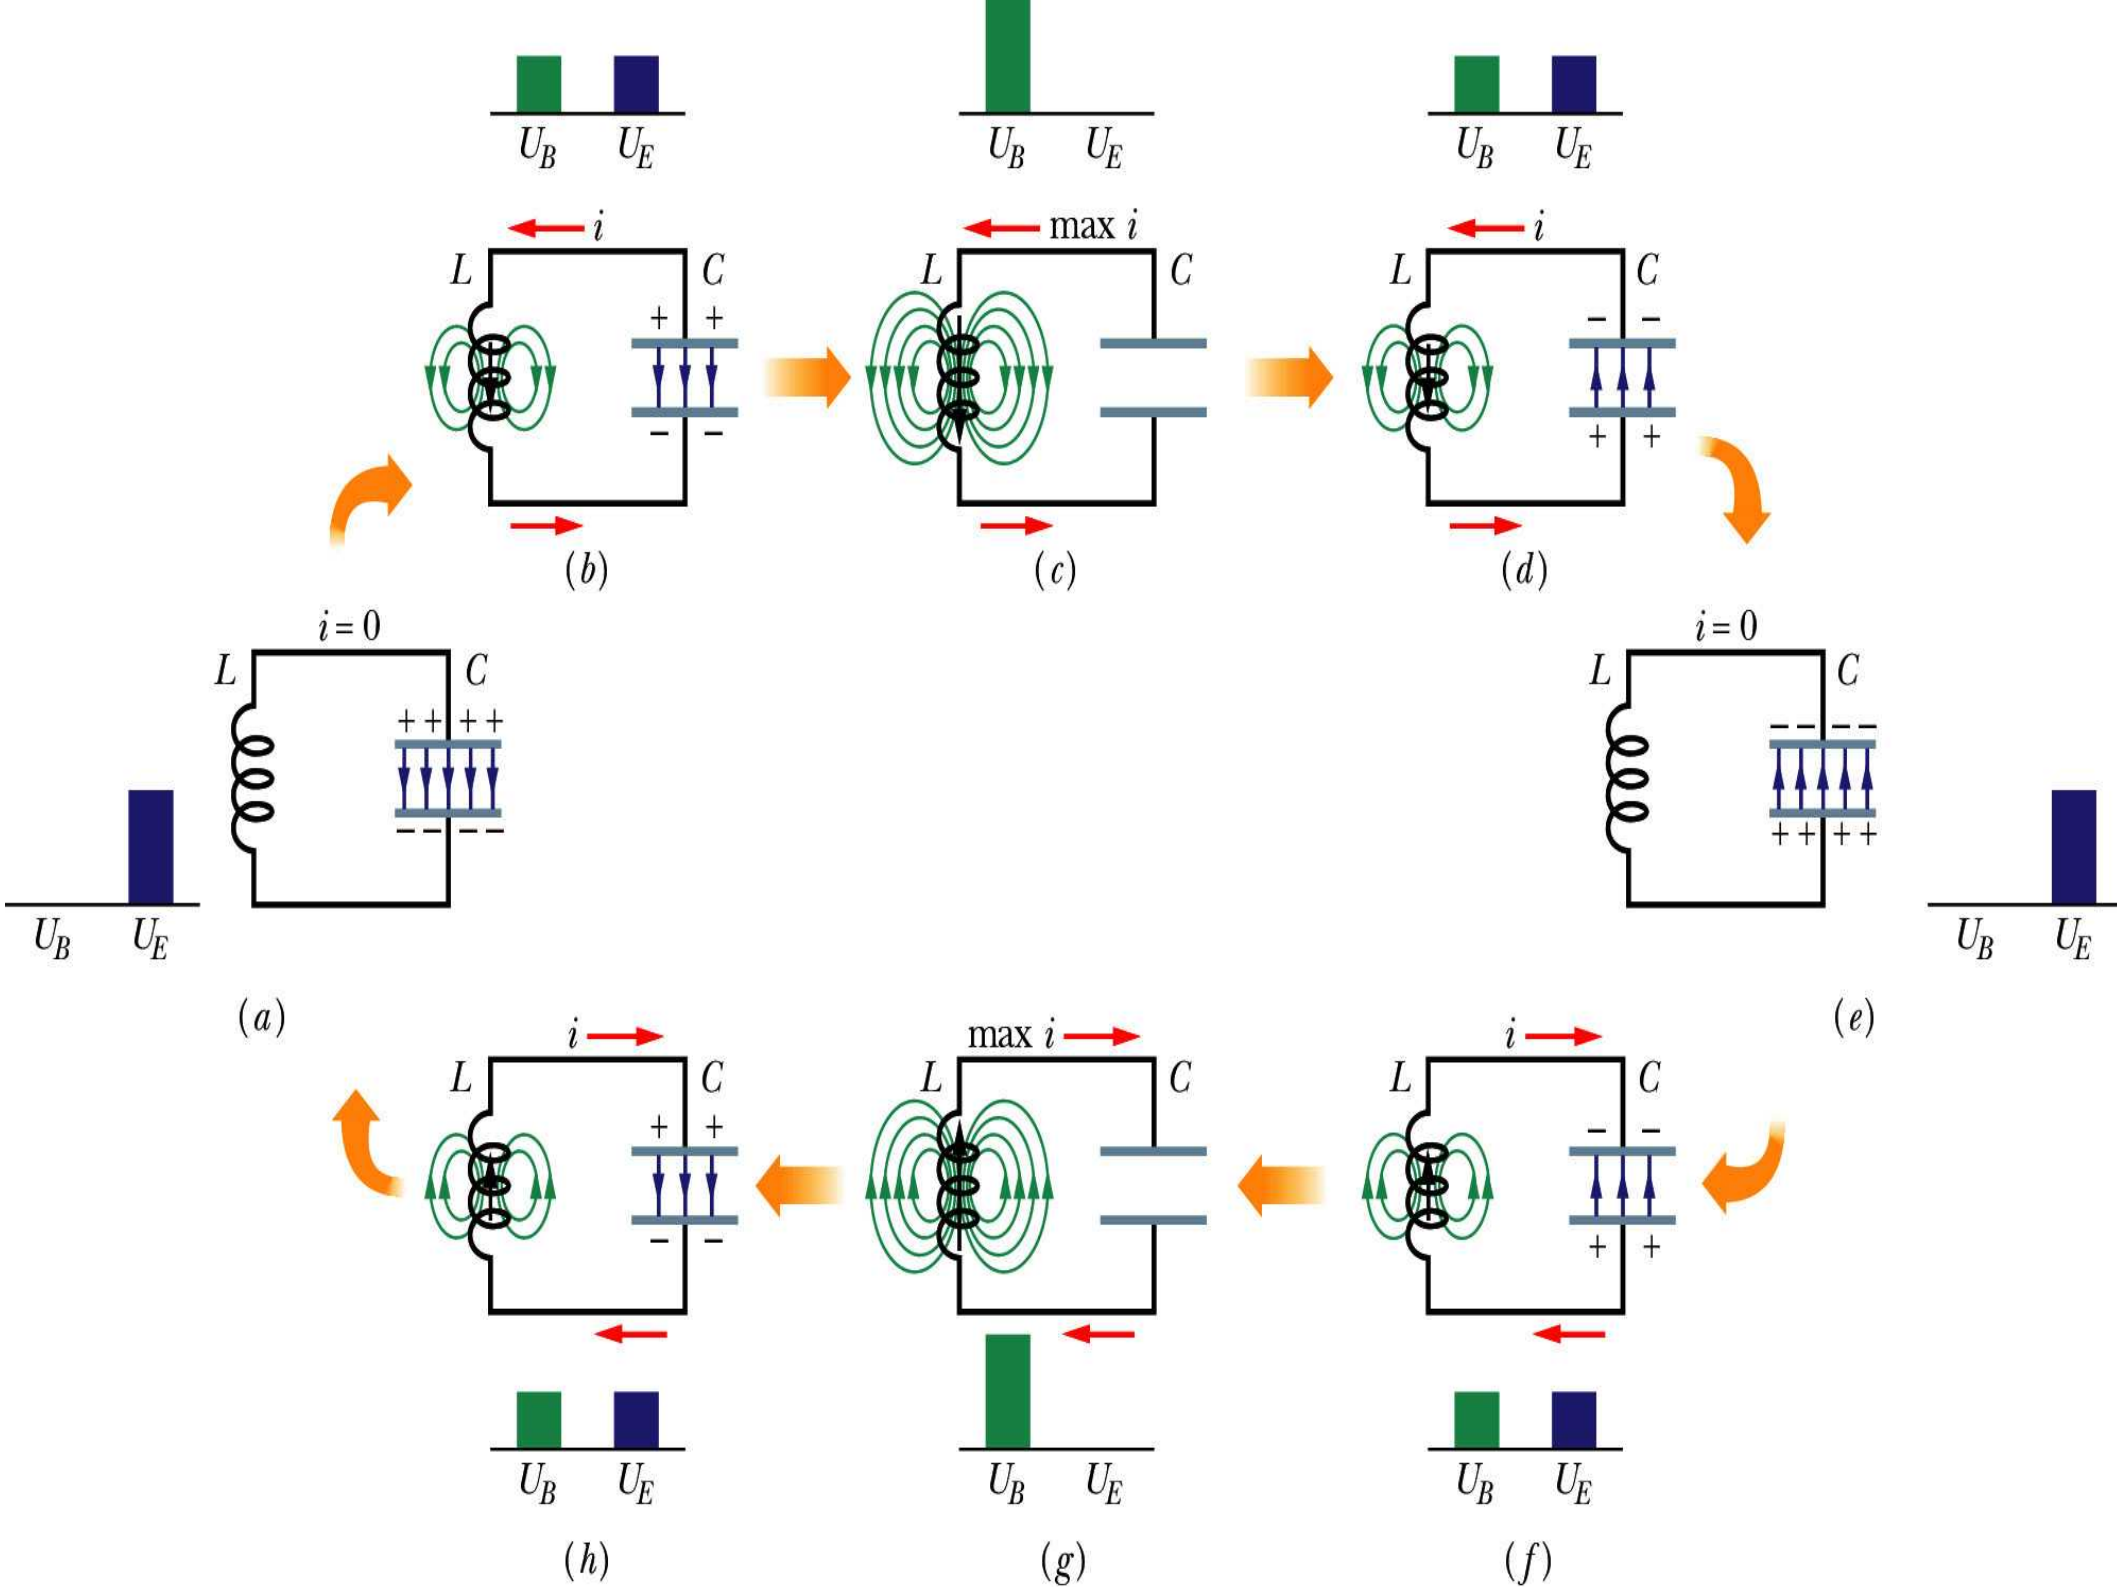 U_B U_E
U_B U_E
U_B U_E
i
max i
i
L C
L C
L C
+ +
− −
− −
+ +
(b)
(c)
(d)
i = 0
i = 0
L C
L C
+ + + +
− − − −
− − − −
+ + + +
U_B U_E
U_B U_E
(a)
(e)
i
max i
i
L C
L C
L C
+ +
− −
− −
+ +
U_B U_E
U_B U_E
U_B U_E
(h)
(g)
(f)